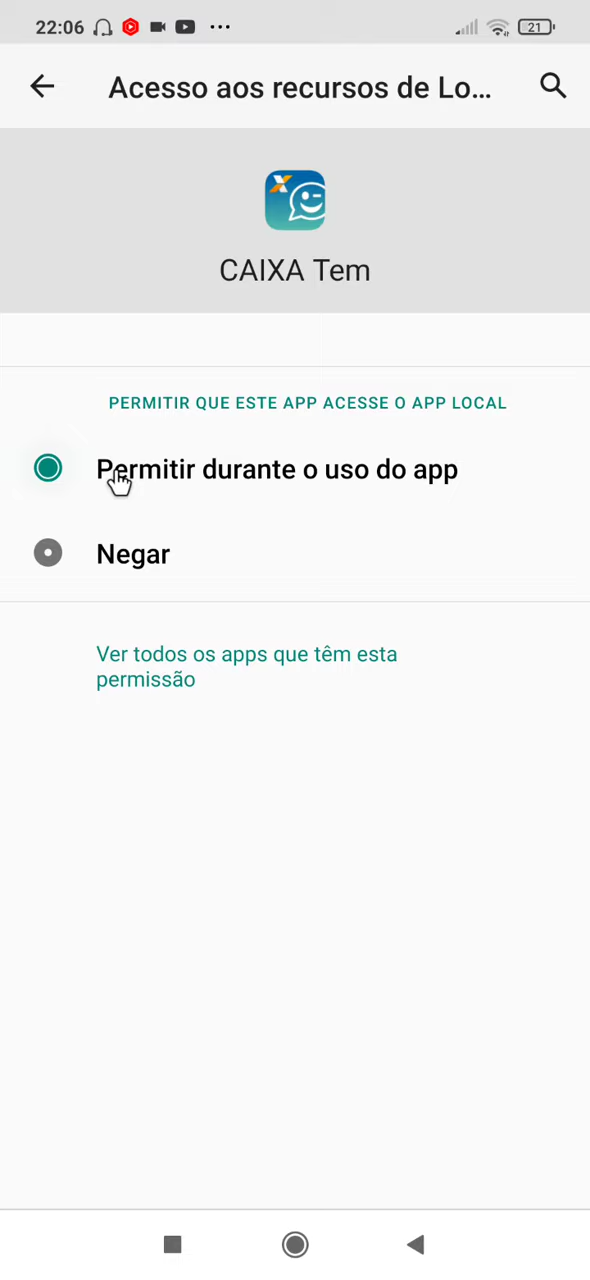 22:06 21
Acesso aos recursos de Lo...
CAIXA Tem
PERMITIR QUE ESTE APP ACESSE O APP LOCAL
Permitir durante o uso do app
Negar
Ver todos os apps que têm esta
permissão